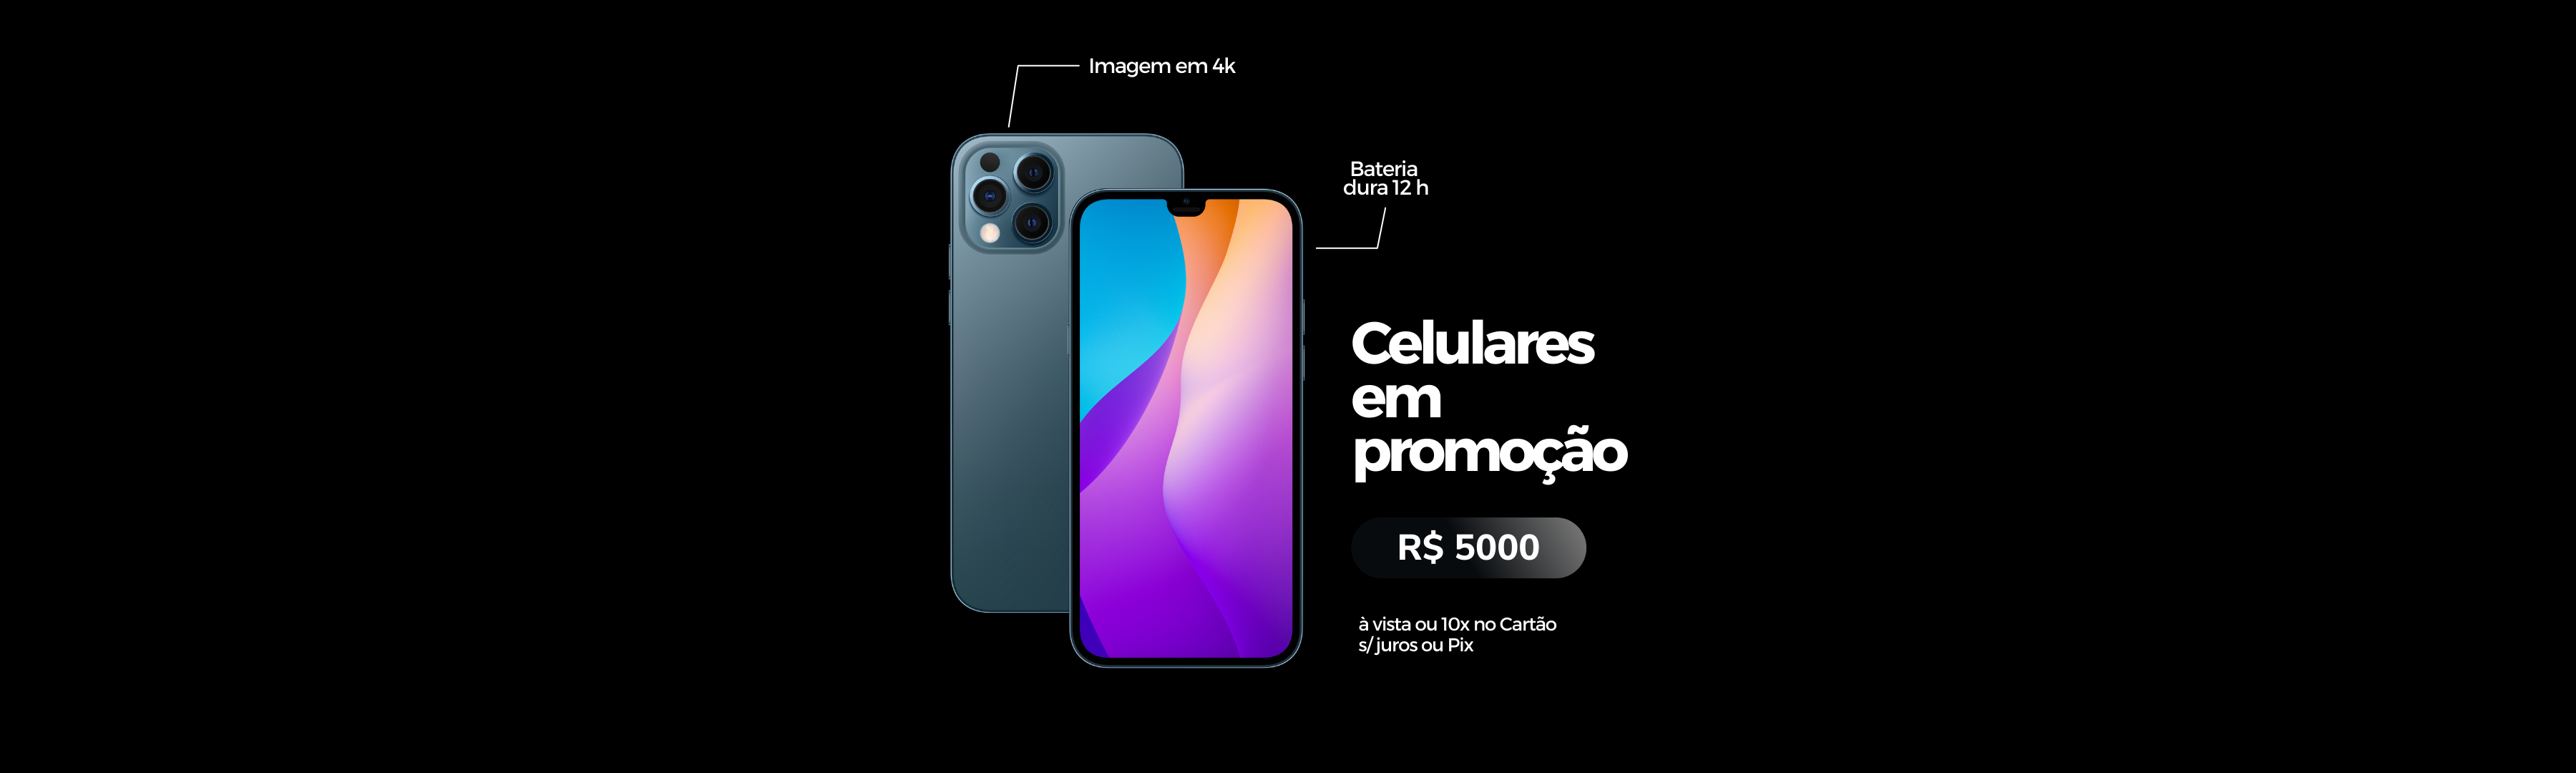 Imagem em 4k
Bateria
dura 12 h
Celulares
em
promoção
R$ 5000
à vista ou 10x no Cartão
s/ juros ou Pix